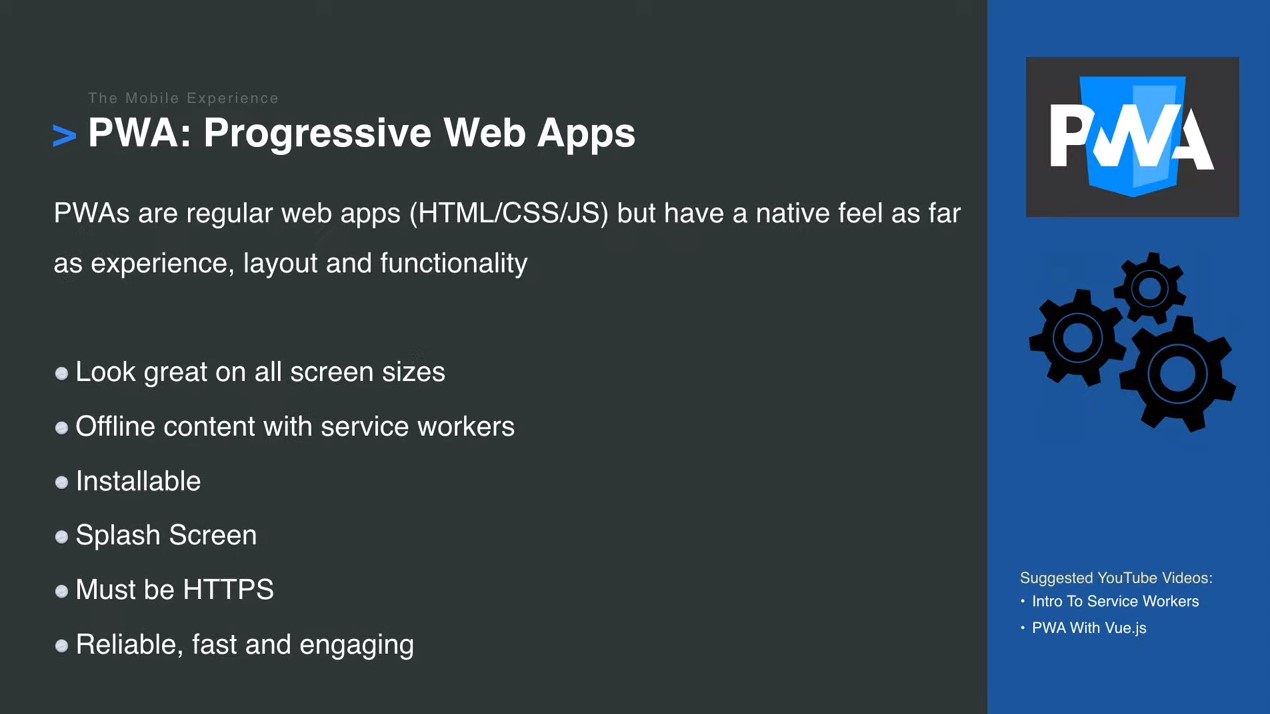 The Mobile Experience
> PWA: Progressive Web Apps
PWAs are regular web apps (HTML/CSS/JS) but have a native feel as far
as experience, layout and functionality
Look great on all screen sizes
Offline content with service workers
Installable
Splash Screen
Must be HTTPS
Reliable, fast and engaging
PWA
Suggested YouTube Videos:
• Intro To Service Workers
• PWA With Vue.js